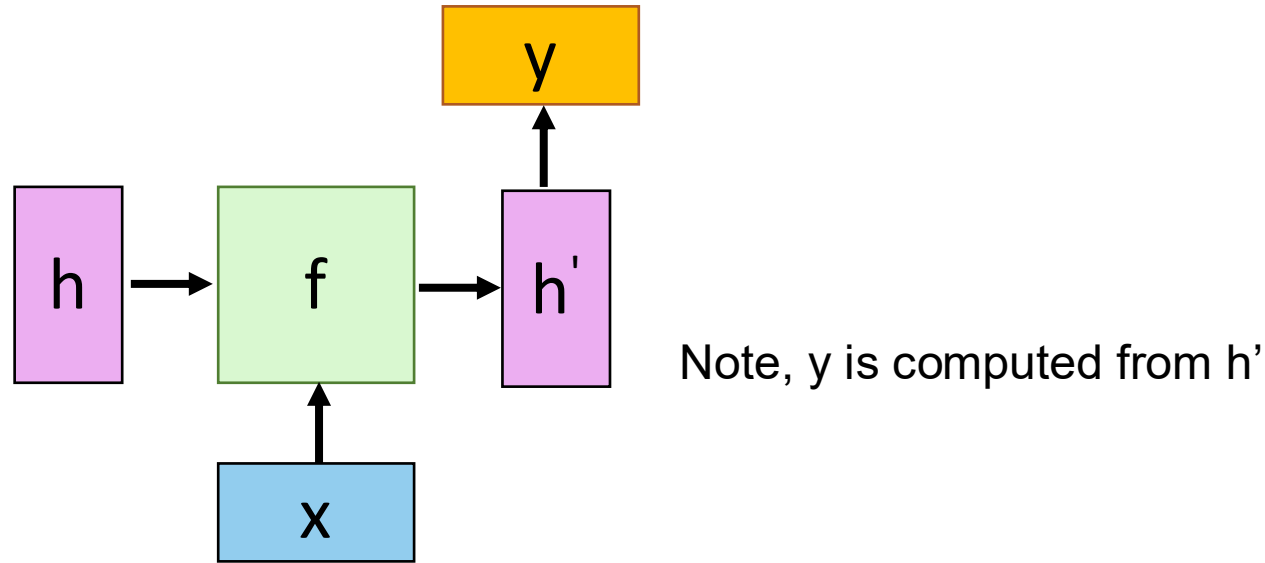 y
h
f
h'
Note, y is computed from h’
x